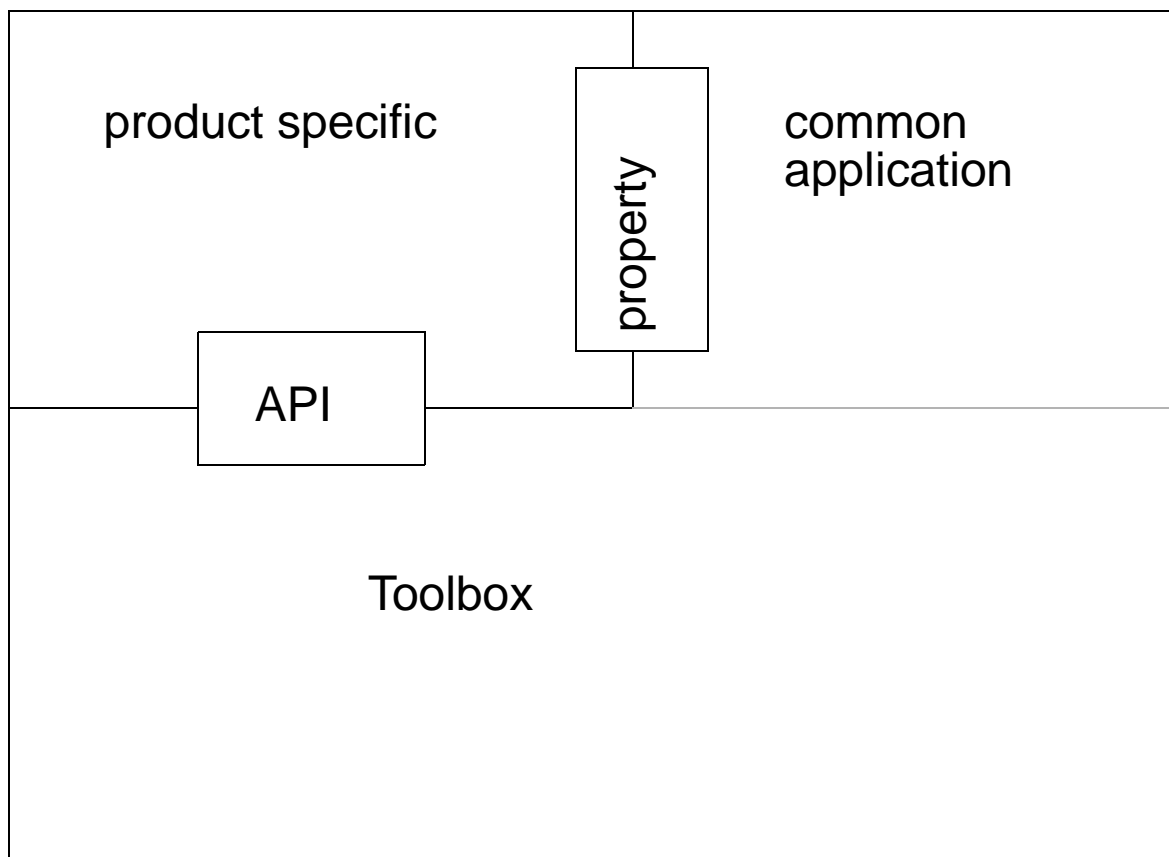 product specific
common
application
property
API
Toolbox